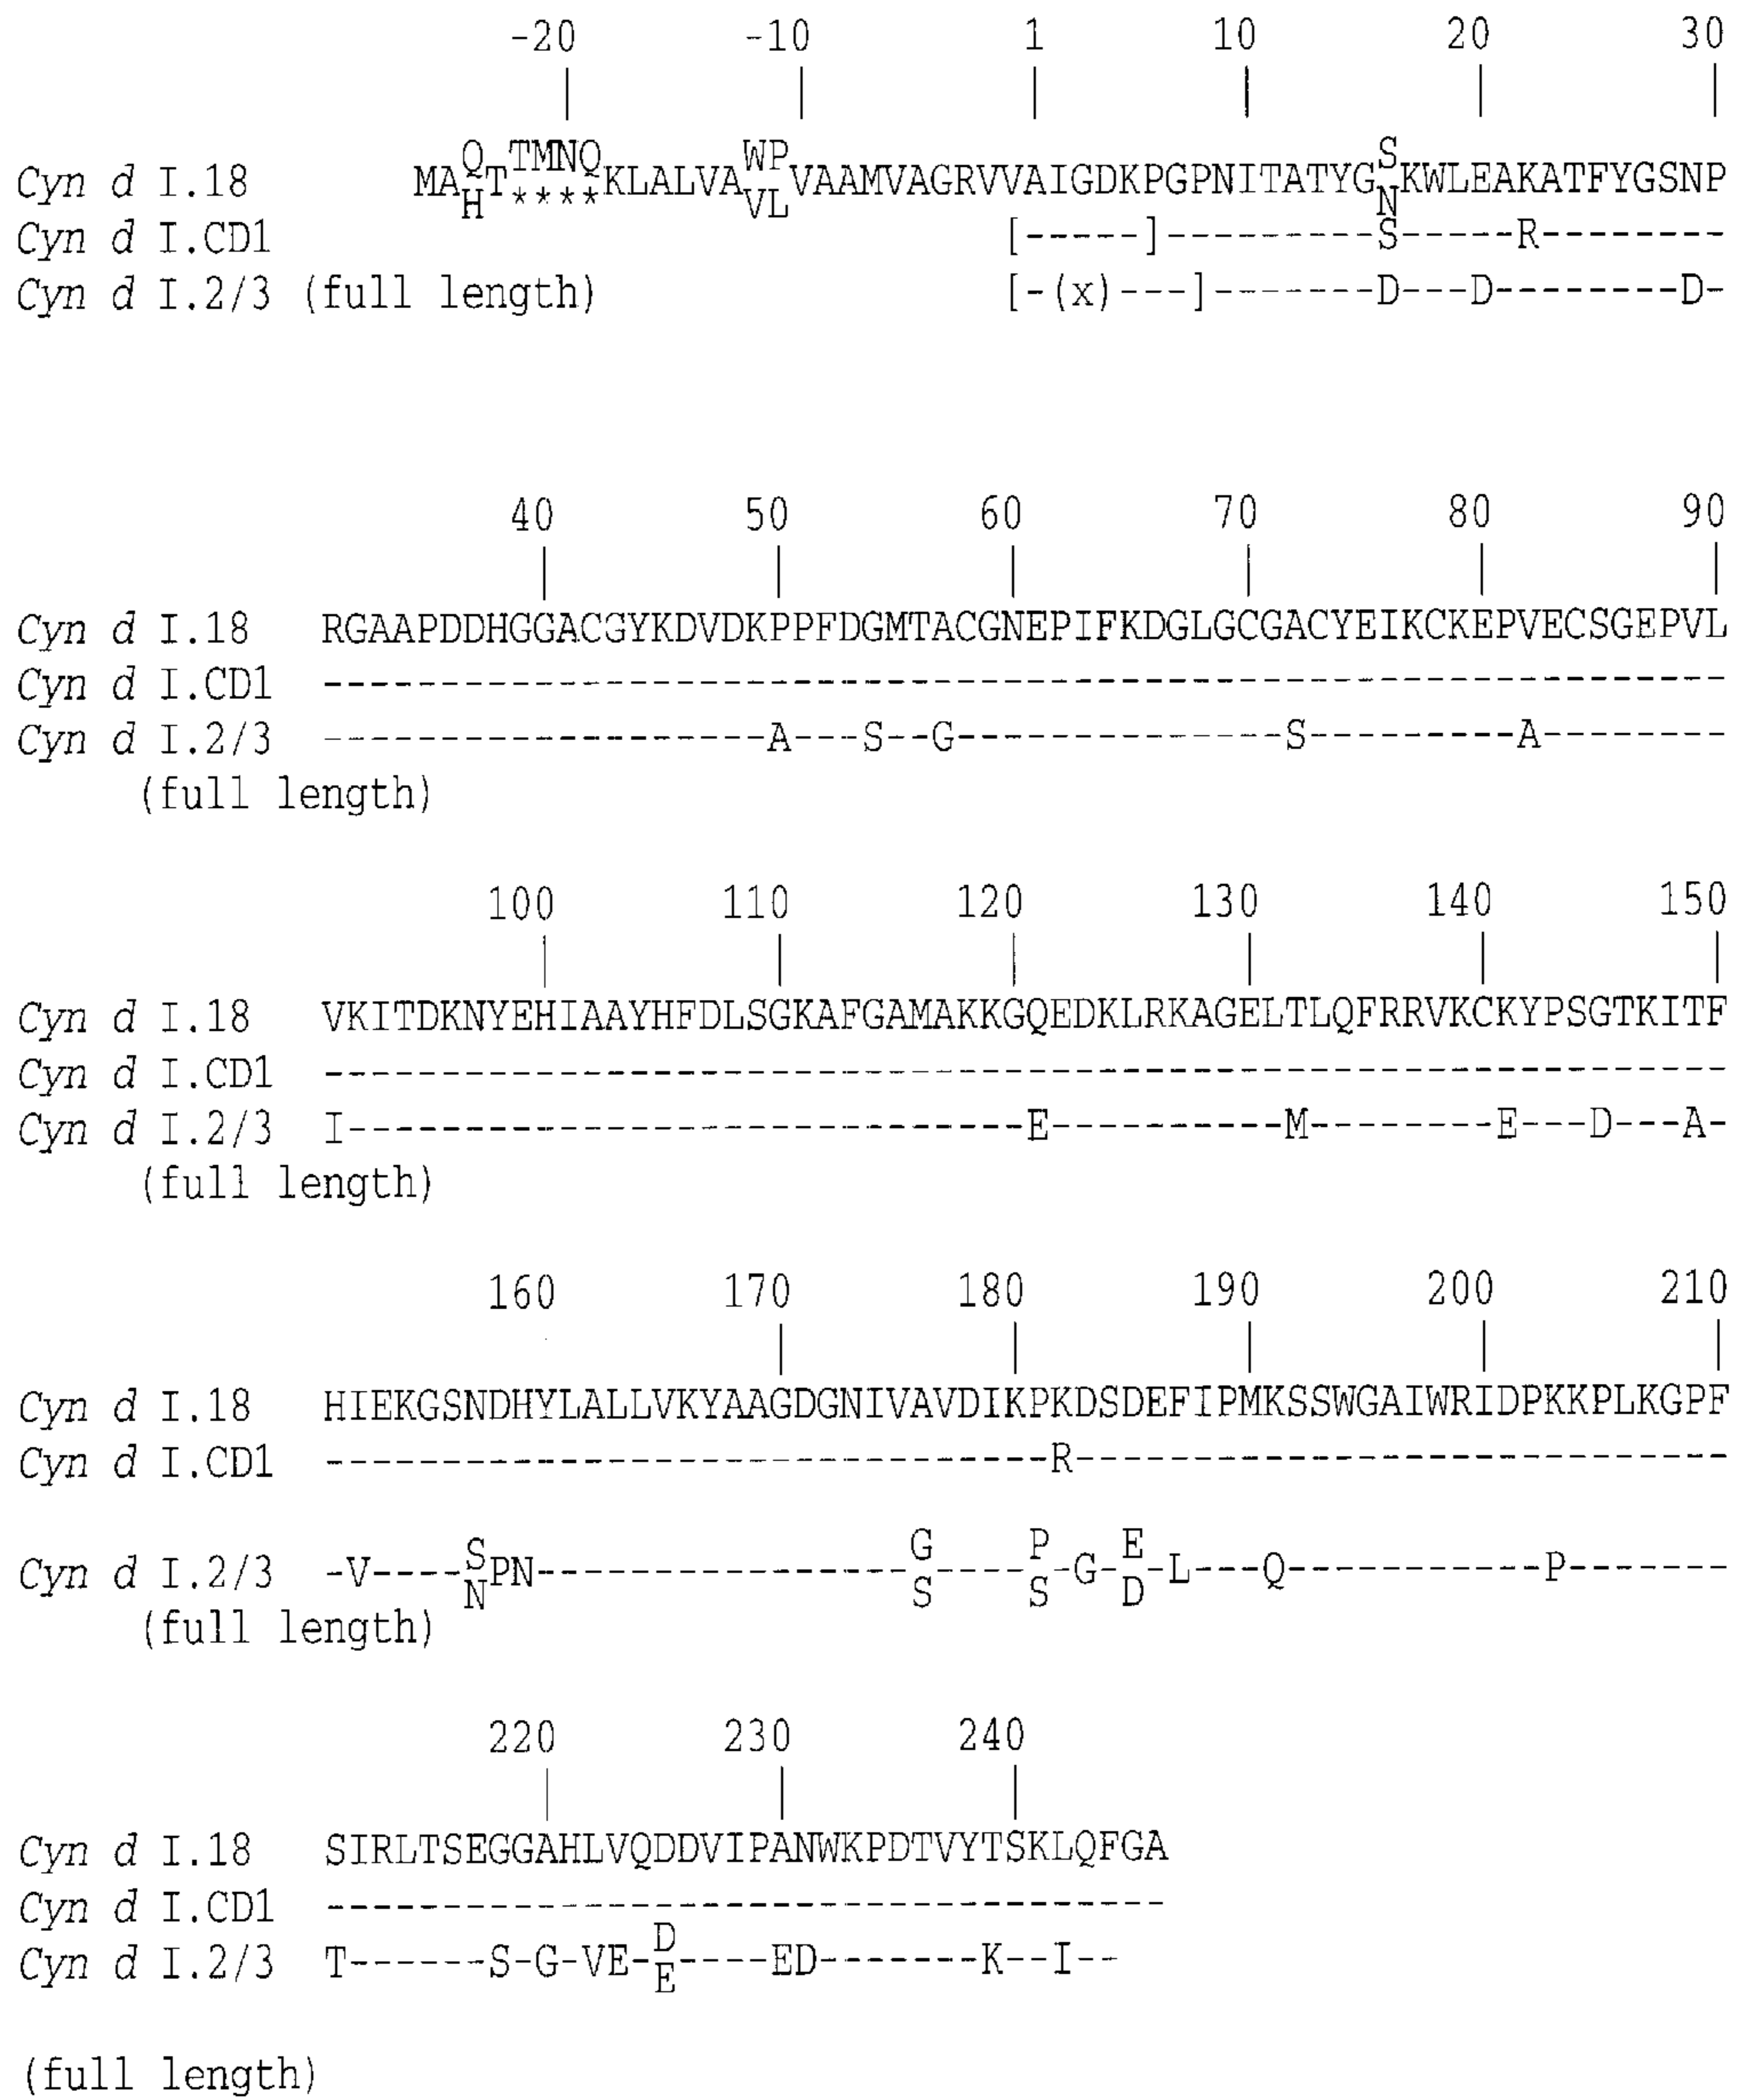 -20 -10 1 10 20 30
Q TMNQ WP S
Cyn d I.18 MA T KLALVA VAAMVAGRVVAIGDKPGPNITATYG KWLEAKATFYGSNP
H **** VL N
Cyn d I.CD1 [-----]---------S-----R--------
Cyn d I.2/3 (full length) [-(x)---]-------D---D--------D-
40 50 60 70 80 90
Cyn d I.18 RGAAPDDHGGACGYKDVDKPPFDGMTACGNEPIFKDGLGCGACYEIKCKEPVECSGEPVL
Cyn d I.CD1 ------------------------------------------------------------
Cyn d I.2/3 -------------------A---S--G--------------S---------A--------
(full length)
100 110 120 130 140 150
Cyn d I.18 VKITDKNYEHIAAYHFDLSGKAFGAMAKKGQEDKLRKAGELTLQFRRVKCKYPSGTKITF
Cyn d I.CD1 ------------------------------------------------------------
Cyn d I.2/3 I-----------------------------E----------M--------E---D---A-
(full length)
160 170 180 190 200 210
Cyn d I.18 HIEKGSNDHYLALLVKYAAGDGNIVAVDIKPKDSDEFIPMKSSWGAIWRIDPKKPLKGPF
Cyn d I.CD1 -------------------------------R----------------------------
S G P E
Cyn d I.2/3 -V---- PN---------------- ---- -G- -L---Q-----------P-------
N S S D
(full length)
220 230 240
Cyn d I.18 SIRLTSEGGAHLVQDDVIPANWKPDTVYTSKLQFGA
Cyn d I.CD1 ------------------------------------
D
Cyn d I.2/3 T------S-G-VE- ----ED-------K--I--
E
(full length)